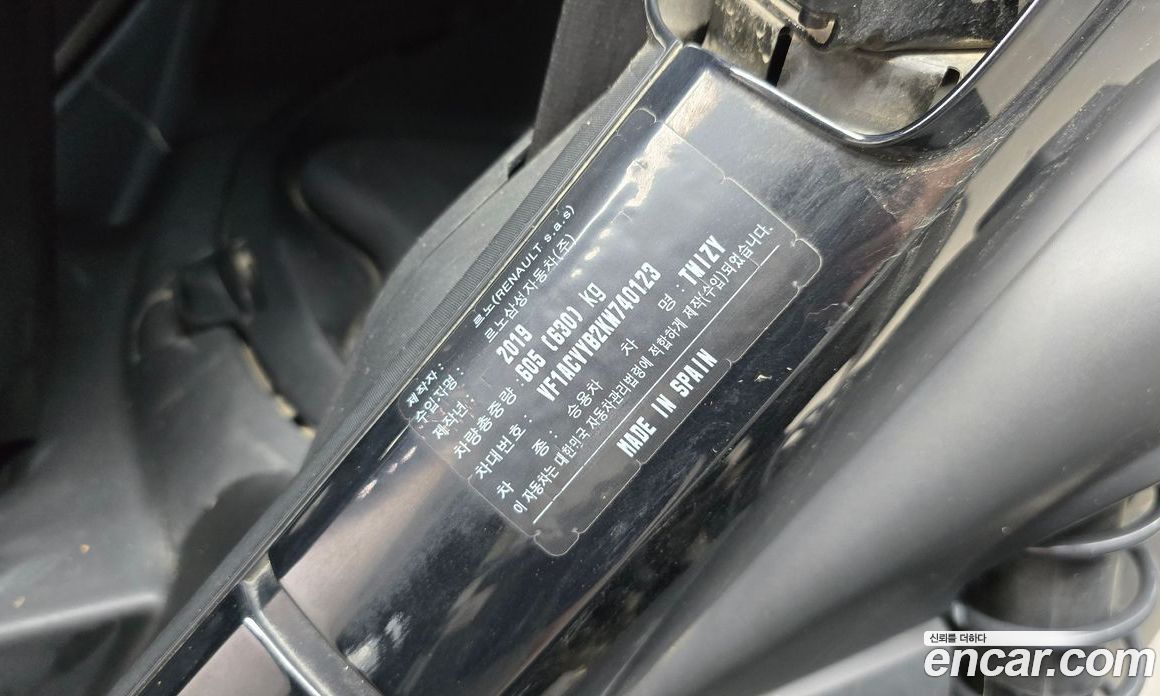 제작자 : 르노(RENAULT s.a.s)
수입자명 : 르노삼성자동차(주)
제작년 : 2019
차량총중량 : 605 (630) Kg
차대번호 : VF1ACVYYB2KW740123
차 종 : 승용차 차 명 : TWIZY
이 자동차는 대한민국 자동차관리법령에 적합하게 제작(수입)되었습니다.
MADE IN SPAIN
신뢰를 더하다
encar.com